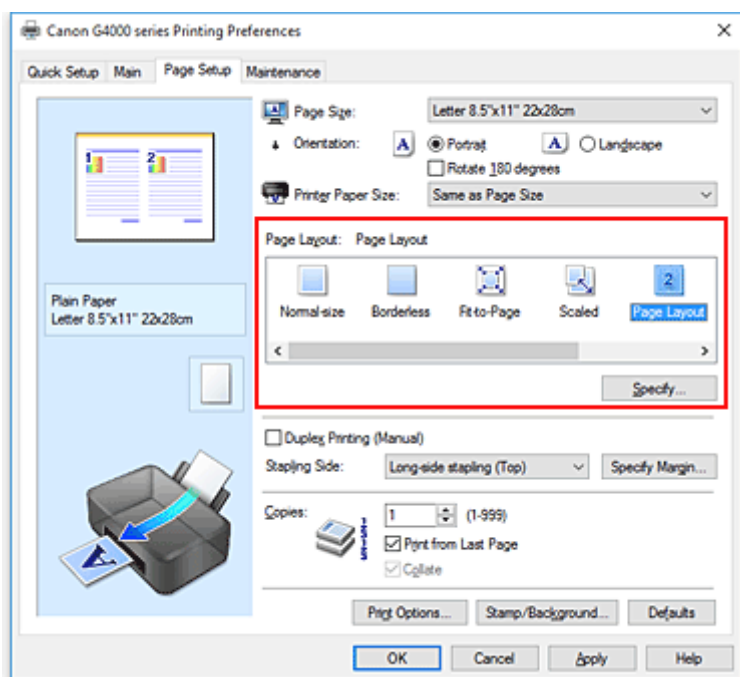 Canon G4000 series Printing Preferences
Quick Setup Main Page Setup Maintenance
Page Size: Letter 8.5"x11" 22x28cm
Orientation: A Portrait A Landscape
Rotate 180 degrees
Printer Paper Size: Same as Page Size
1 2
Page Layout: Page Layout
2
Normal-size Borderless Fit-to-Page Scaled Page Layout
Plain Paper
Letter 8.5"x11" 22x28cm
Specify...
Duplex Printing (Manual)
Stapling Side: Long-side stapling (Top) Specify Margin...
Copies: 1 (1-999)
Print from Last Page
Collate
A
Print Options... Stamp/Background... Defaults
OK Cancel Apply Help